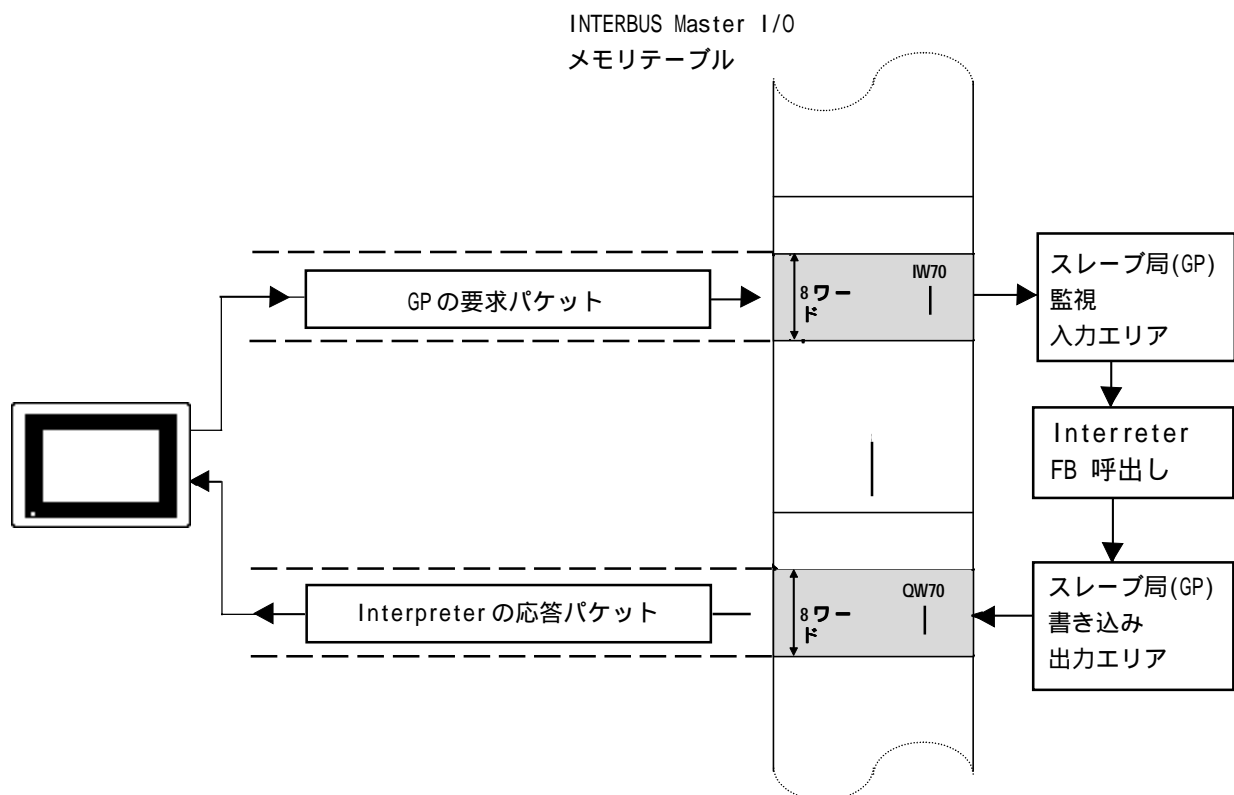 INTERBUS Master I/O
メモリテーブル
GPの要求パケット
8ワー
ド
IW70
スレーブ局(GP)
監視
入力エリア
Interreter
FB 呼出し
Interpreterの応答パケット
8ワー
ド
QW70
スレーブ局(GP)
書き込み
出力エリア